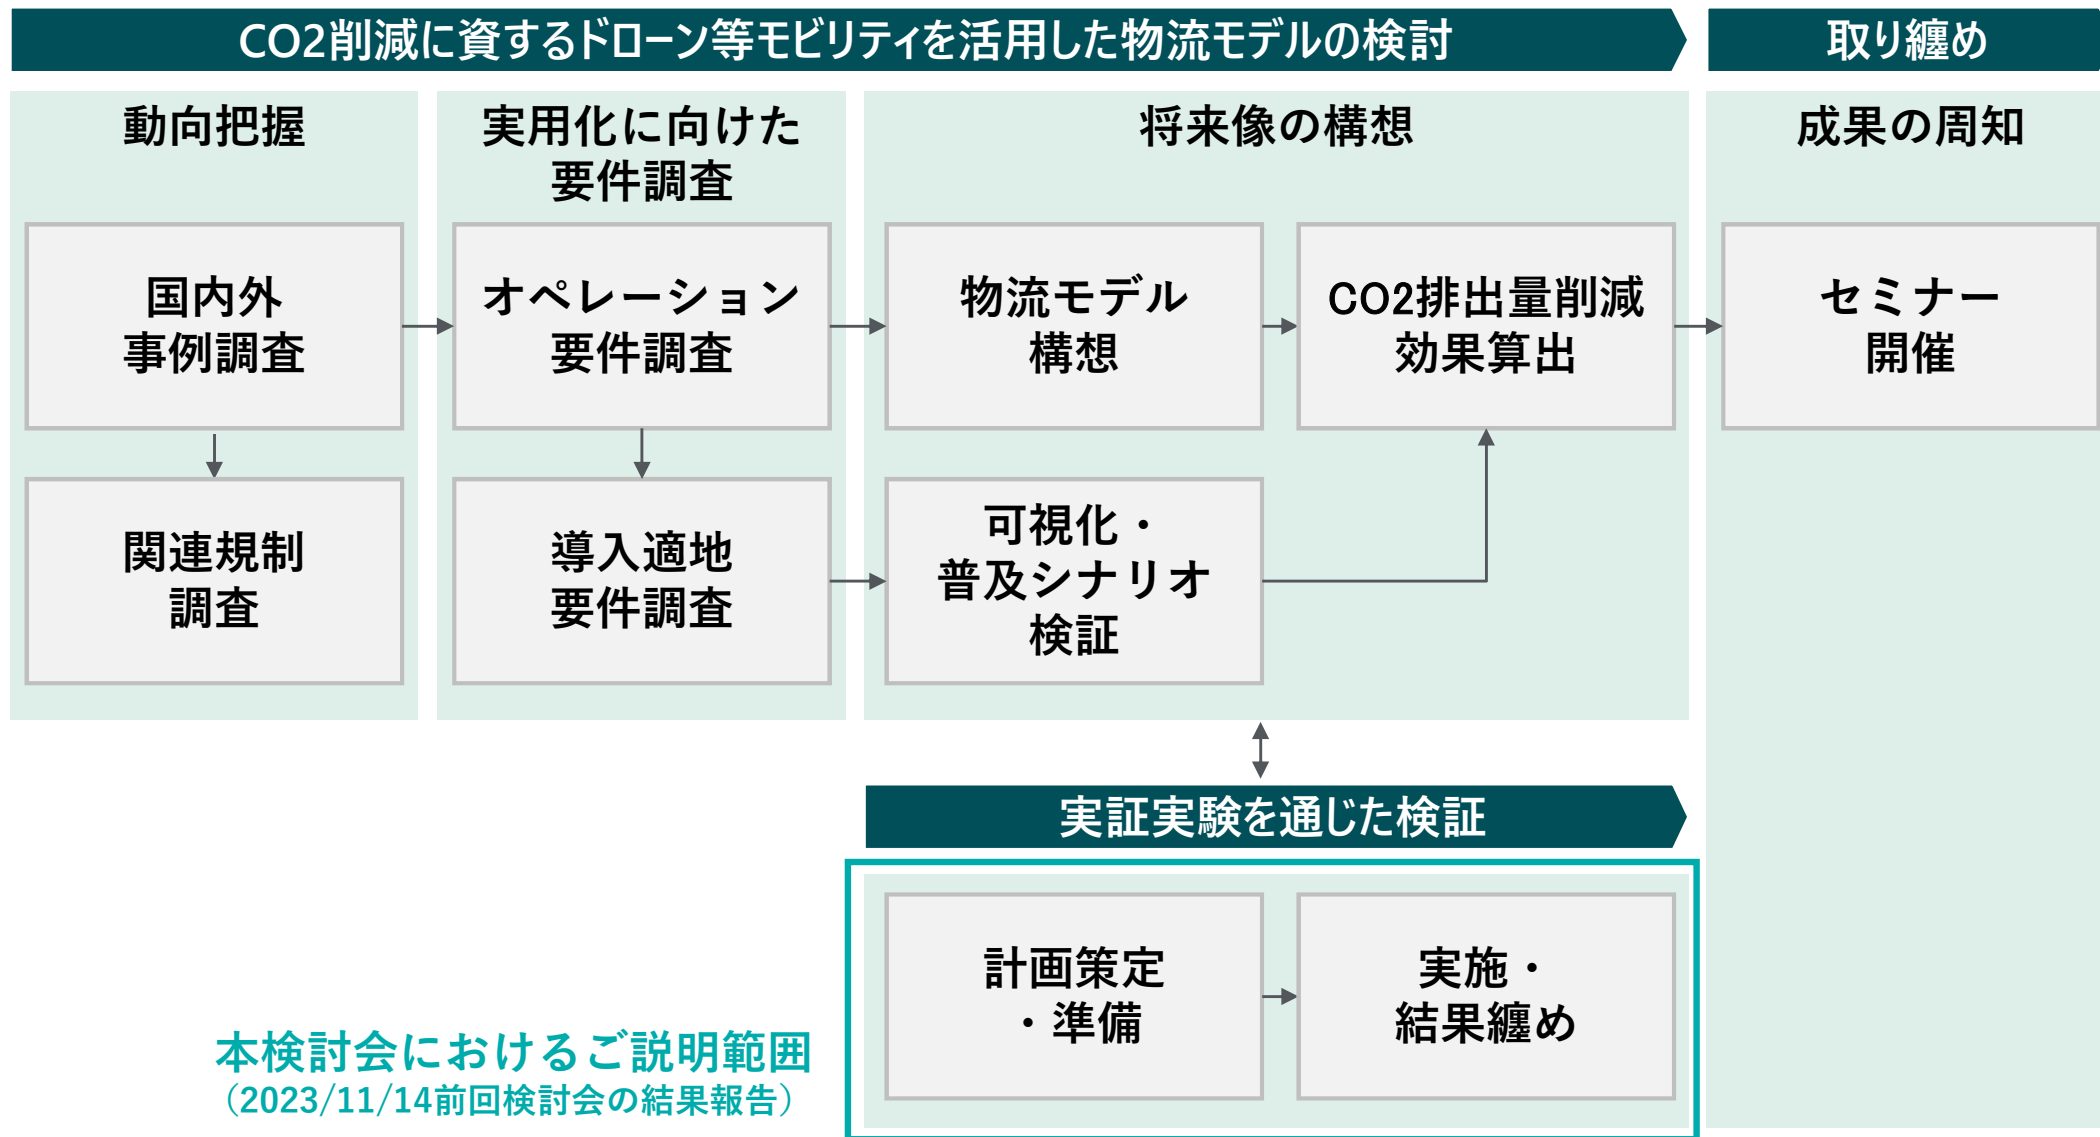 CO2削減に資するドローン等モビリティを活用した物流モデルの検討
取り纏め
動向把握
実用化に向けた
要件調査
将来像の構想
成果の周知
国内外
事例調査
オペレーション
要件調査
物流モデル
構想
CO2排出量削減
効果算出
セミナー
開催
関連規制
調査
導入適地
要件調査
可視化・
普及シナリオ
検証
実証実験を通じた検証
計画策定
・準備
実施・
結果纏め
本検討会におけるご説明範囲
（2023/11/14前回検討会の結果報告）